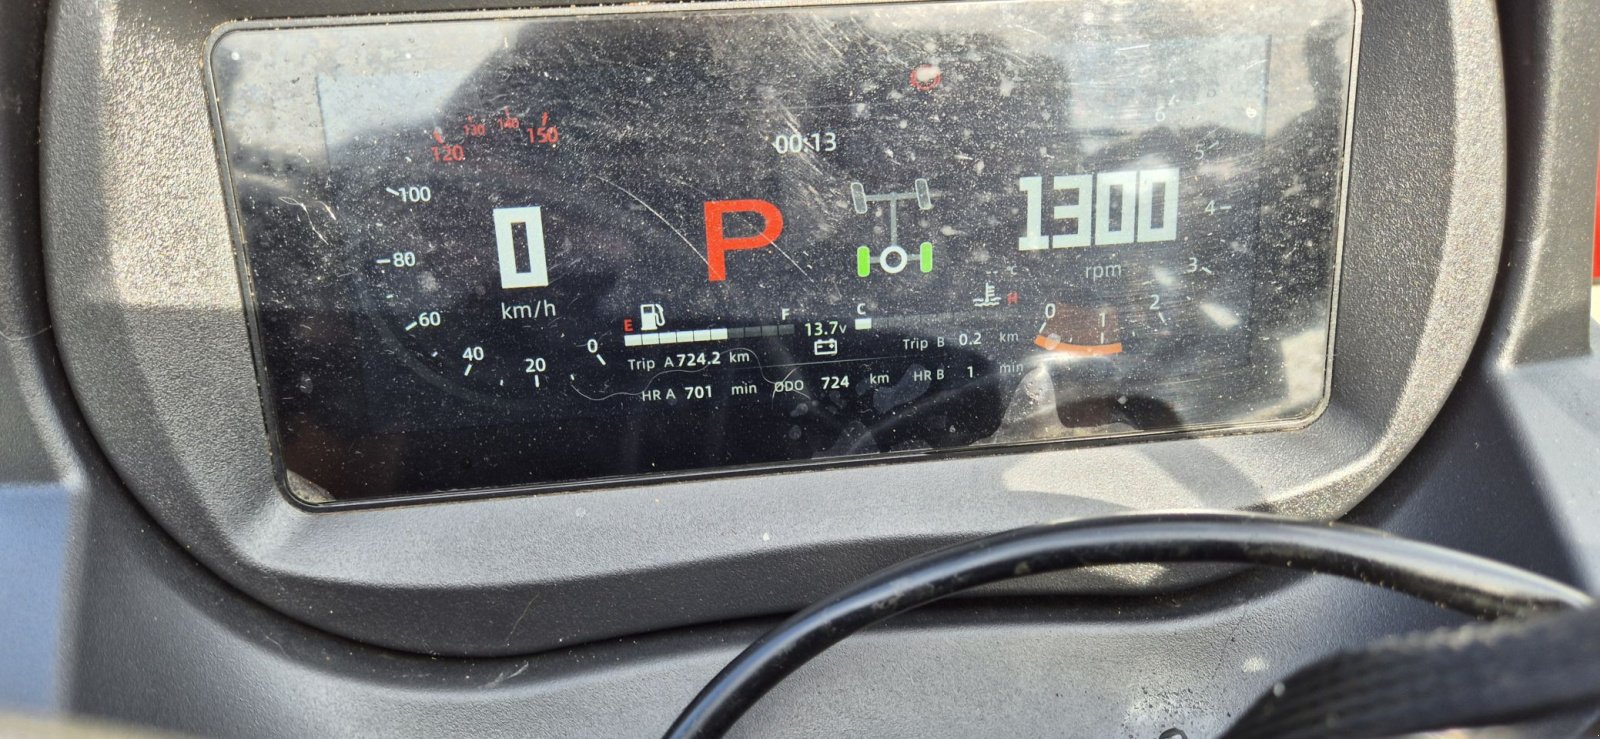 00:13
120 130 140 150
100
80
60
40
20
0
0
km/h
P
1300
rpm
6
5
4
3
2
1
0
E F
13.7v
C H
-- °C
Trip A 724.2 km
Trip B 0.2 km
HR A 701 min
ODO 724 km
HR B 1 min